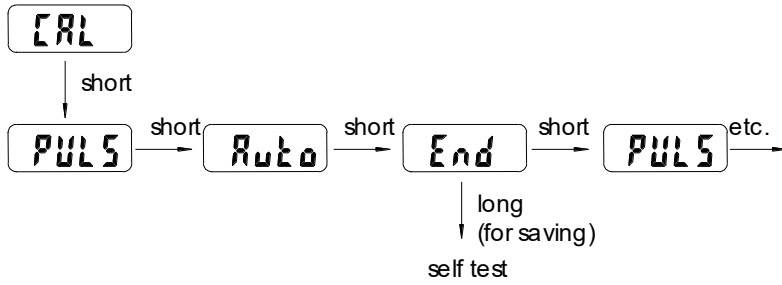 CAL
short
PULS short Auto short End short PULS etc.
long
(for saving)
self test